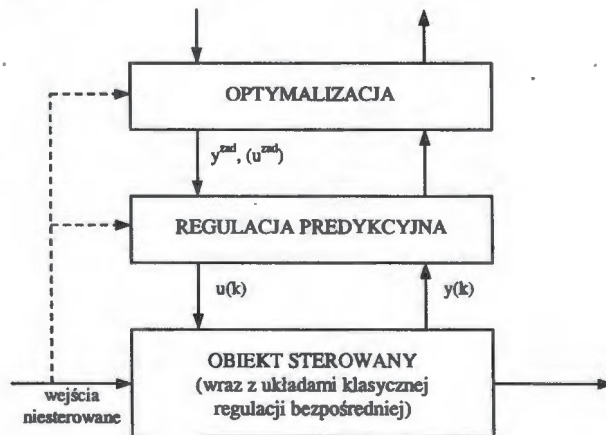 OPTYMALIZACJA
y^zad, (u^zad)
REGULACJA PREDYKCYJNA
u(k)
y(k)
OBIEKT STEROWANY
(wraz z układami klasycznej
regulacji bezpośredniej)
wejścia
niesterowane